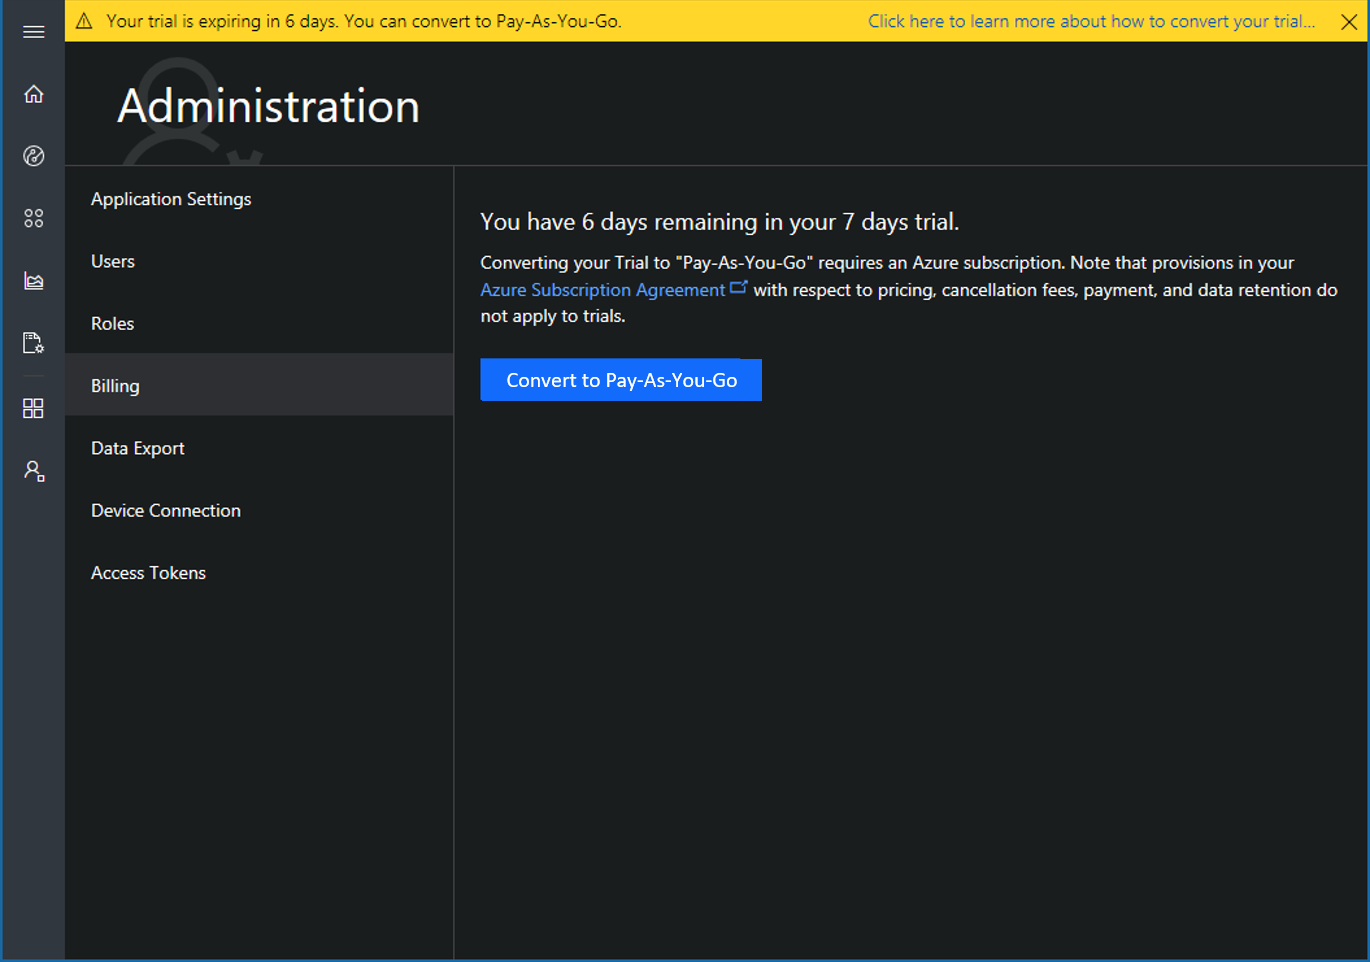 Your trial is expiring in 6 days. You can convert to Pay-As-You-Go.
Click here to learn more about how to convert your trial...
Administration
Application Settings
Users
Roles
Billing
Data Export
Device Connection
Access Tokens
You have 6 days remaining in your 7 days trial.
Converting your Trial to "Pay-As-You-Go" requires an Azure subscription. Note that provisions in your
Azure Subscription Agreement with respect to pricing, cancellation fees, payment, and data retention do
not apply to trials.
Convert to Pay-As-You-Go